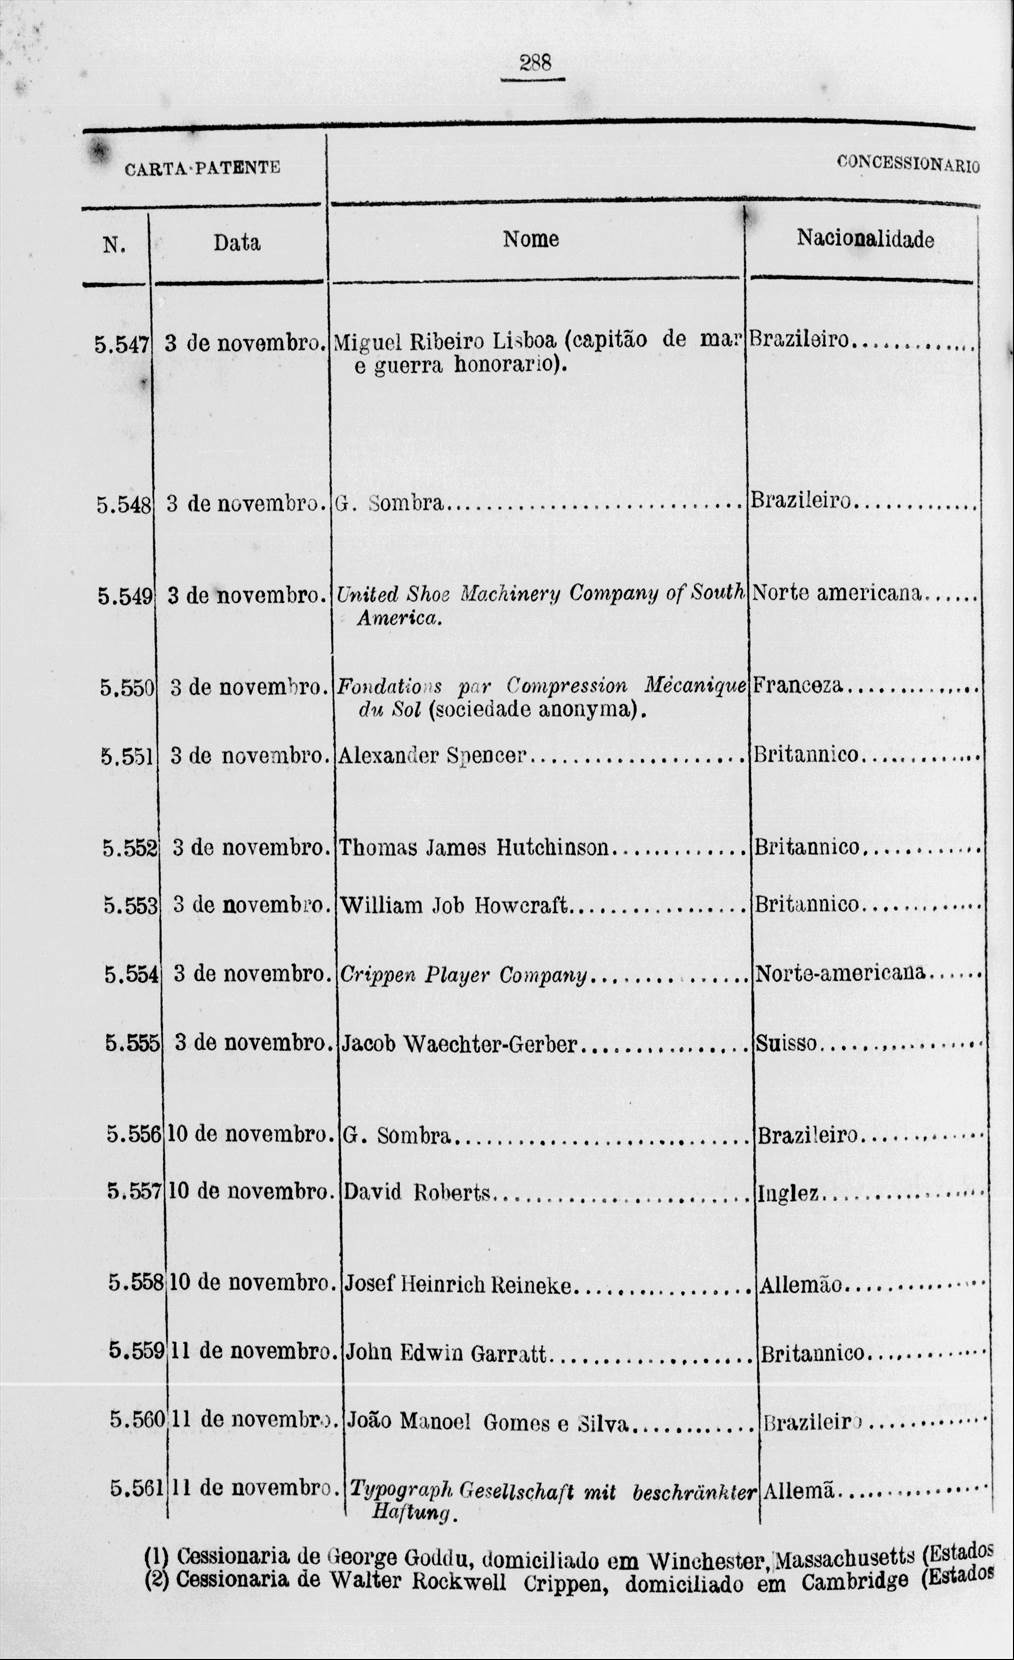 288
CARTA-PATENTE CONCESSIONARIO
N. Data Nome Nacionalidade
5.547 3 de novembro. Miguel Ribeiro Lisboa (capitão de mar Brazileiro
e guerra honorario).
5.548 3 de novembro. G. Sombra Brazileiro
5.549 3 de novembro. United Shoe Machinery Company of South Norte americana
America.
5.550 3 de novembro. Fondations par Compression Mécanique Franceza
du Sol (sociedade anonyma).
5.551 3 de novembro. Alexander Spencer Britannico
5.552 3 de novembro. Thomas James Hutchinson Britannico
5.553 3 de novembro. William Job Howcraft Britannico
5.554 3 de novembro. Crippen Player Company Norte-americana
5.555 3 de novembro. Jacob Waechter-Gerber Suisso
5.556 10 de novembro. G. Sombra Brazileiro
5.557 10 de novembro. David Roberts Inglez
5.558 10 de novembro. Josef Heinrich Reineke Allemão
5.559 11 de novembro. John Edwin Garratt Britannico
5.560 11 de novembro. João Manoel Gomes e Silva Brazileiro
5.561 11 de novembro. Typograph Gesellschaft mit beschränkter Allemã
Haftung.
(1) Cessionaria de George Goddu, domiciliado em Winchester, Massachusetts (Estados
(2) Cessionaria de Walter Rockwell Crippen, domiciliado em Cambridge (Estados